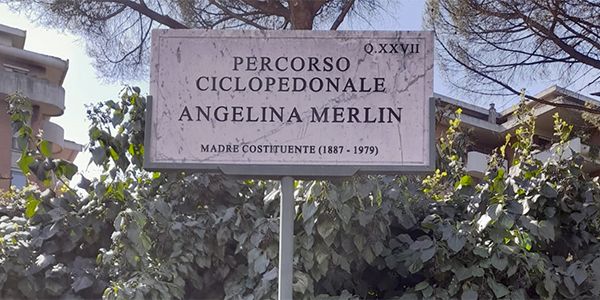 Q.XXVII
PERCORSO
CICLOPEDONALE
ANGELINA MERLIN
MADRE COSTITUENTE (1887 - 1979)